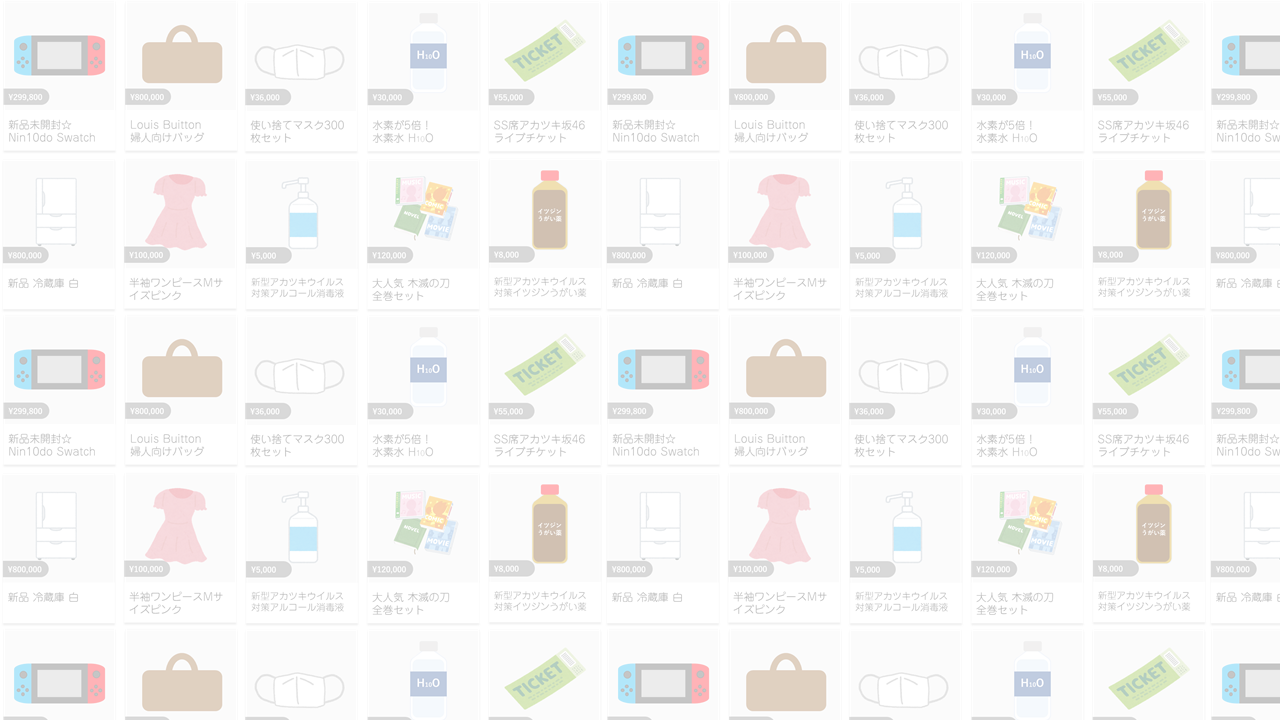 ¥299,800 ¥800,000 ¥36,000 H₁₀O ¥30,000 TICKET ¥55,000 ¥299,800 ¥800,000 ¥36,000 H₁₀O ¥30,000 TICKET ¥55,000 ¥299,800
新品未開封☆ Louis Buitton 使い捨てマスク300 水素が5倍！ SS席アカツキ坂46 新品未開封☆ Louis Buitton 使い捨てマスク300 水素が5倍！ SS席アカツキ坂46 新品未開封☆
Nin10do Swatch 婦人向けバッグ 枚セット 水素水 H₁₀O ライブチケット Nin10do Swatch 婦人向けバッグ 枚セット 水素水 H₁₀O ライブチケット Nin10do Swatch
NOVEL MOVIE イツジン NOVEL MOVIE イツジン
うがい薬 うがい薬
¥800,000 ¥100,000 ¥5,000 ¥120,000 ¥8,000 ¥800,000 ¥100,000 ¥5,000 ¥120,000 ¥8,000 ¥800,000
新品 冷蔵庫 白 半袖ワンピースMサ 新型アカツキウイルス 大人気 木滅の刀 新型アカツキウイルス 新品 冷蔵庫 白 半袖ワンピースMサ 新型アカツキウイルス 大人気 木滅の刀 新型アカツキウイルス 新品 冷蔵庫
イズピンク 対策アルコール消毒液 全巻セット 対策イツジンうがい薬 イズピンク 対策アルコール消毒液 全巻セット 対策イツジンうがい薬
¥299,800 ¥800,000 ¥36,000 H₁₀O ¥30,000 TICKET ¥55,000 ¥299,800 ¥800,000 ¥36,000 H₁₀O ¥30,000 TICKET ¥55,000 ¥299,800
新品未開封☆ Louis Buitton 使い捨てマスク300 水素が5倍！ SS席アカツキ坂46 新品未開封☆ Louis Buitton 使い捨てマスク300 水素が5倍！ SS席アカツキ坂46 新品未開封☆
Nin10do Swatch 婦人向けバッグ 枚セット 水素水 H₁₀O ライブチケット Nin10do Swatch 婦人向けバッグ 枚セット 水素水 H₁₀O ライブチケット Nin10do Swatch
NOVEL MOVIE イツジン NOVEL MOVIE イツジン
うがい薬 うがい薬
¥800,000 ¥100,000 ¥5,000 ¥120,000 ¥8,000 ¥800,000 ¥100,000 ¥5,000 ¥120,000 ¥8,000 ¥800,000
新品 冷蔵庫 白 半袖ワンピースMサ 新型アカツキウイルス 大人気 木滅の刀 新型アカツキウイルス 新品 冷蔵庫 白 半袖ワンピースMサ 新型アカツキウイルス 大人気 木滅の刀 新型アカツキウイルス 新品 冷蔵庫
イズピンク 対策アルコール消毒液 全巻セット 対策イツジンうがい薬 イズピンク 対策アルコール消毒液 全巻セット 対策イツジンうがい薬
H₁₀O TICKET H₁₀O TICKET